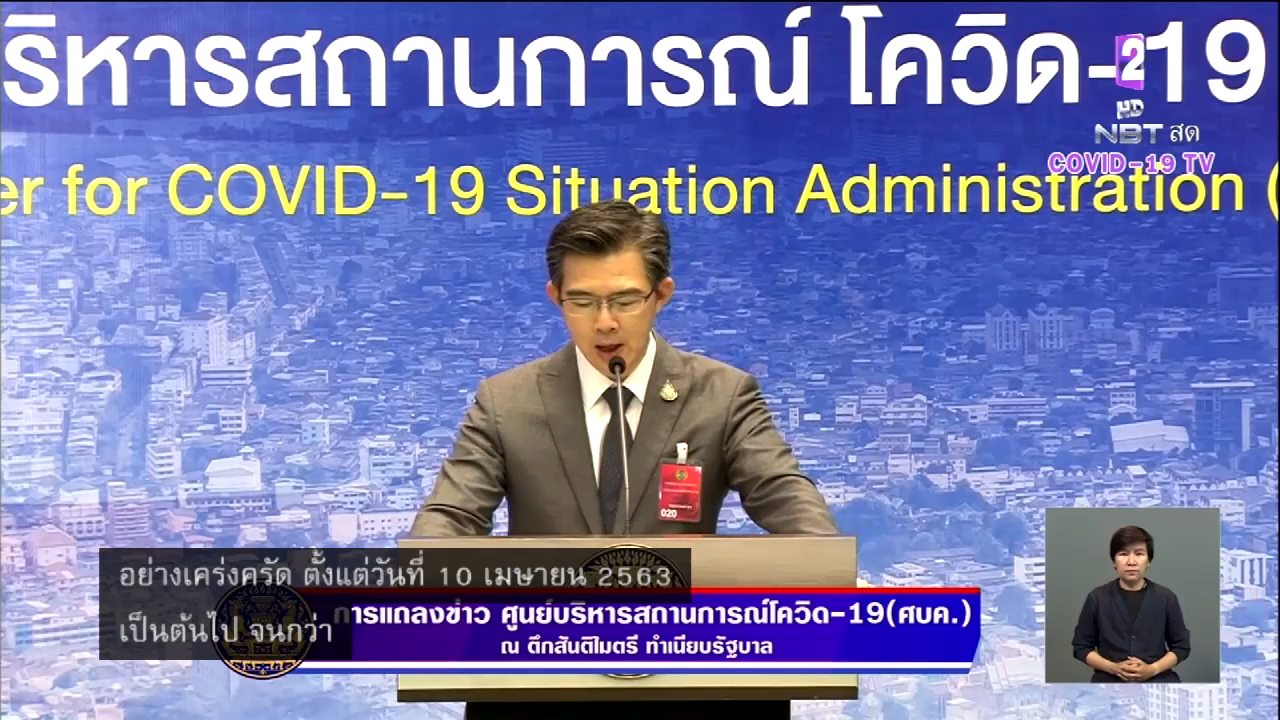 ริหารสถานการณ์ โควิด-19
2
HD
NBT สด
COVID-19 TV
er for COVID-19 Situation Administration (
020
อย่างเคร่งครัด ตั้งแต่วันที่ 10 เมษายน 2563
เป็นต้นไป จนกว่า
การแถลงข่าว ศูนย์บริหารสถานการณ์โควิด-19(ศบค.)
ณ ตึกสันติไมตรี ทำเนียบรัฐบาล